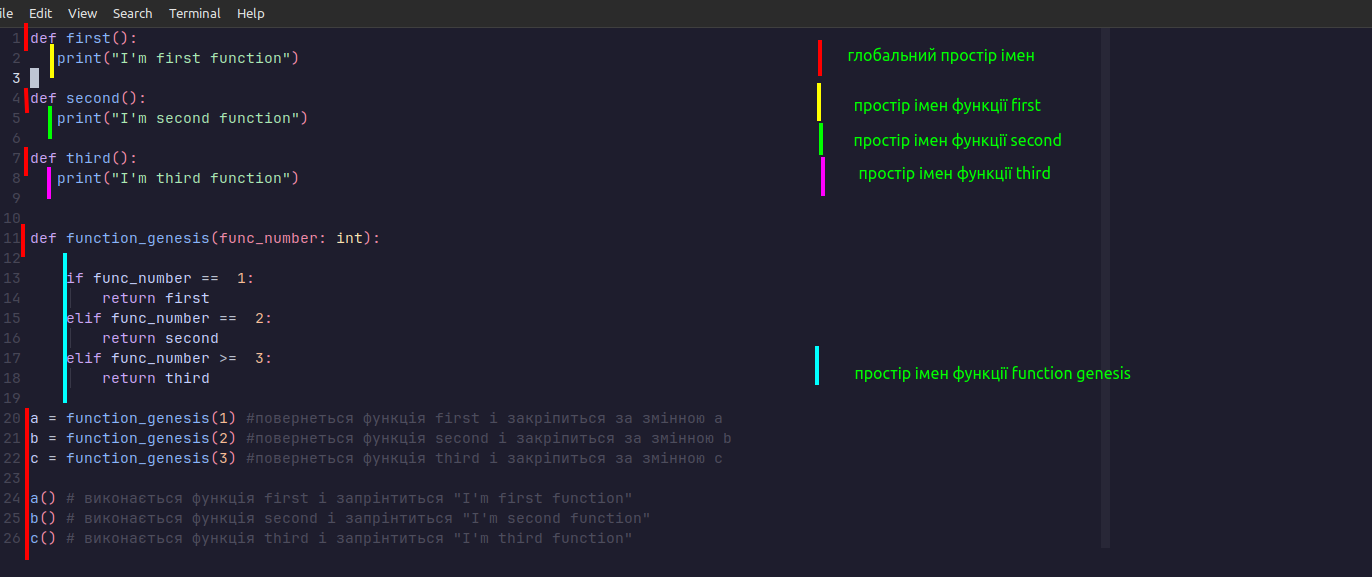 ile Edit View Search Terminal Help
1 def first():
2 print("I'm first function")
3
4 def second():
5 print("I'm second function")
6
7 def third():
8 print("I'm third function")
9
10
11 def function_genesis(func_number: int):
12
13 if func_number == 1:
14 return first
15 elif func_number == 2:
16 return second
17 elif func_number >= 3:
18 return third
19
20 a = function_genesis(1) #повернеться функція first і закріпиться за змінною a
21 b = function_genesis(2) #повернеться функція second і закріпиться за змінною b
22 c = function_genesis(3) #повернеться функція third і закріпиться за змінною c
23
24 a() # виконається функція first і запрінтиться "I'm first function"
25 b() # виконається функція second і запрінтиться "I'm second function"
26 c() # виконається функція third і запрінтиться "I'm third function"
глобальний простір імен
простір імен функції first
простір імен функції second
простір імен функції third
простір імен функції function genesis